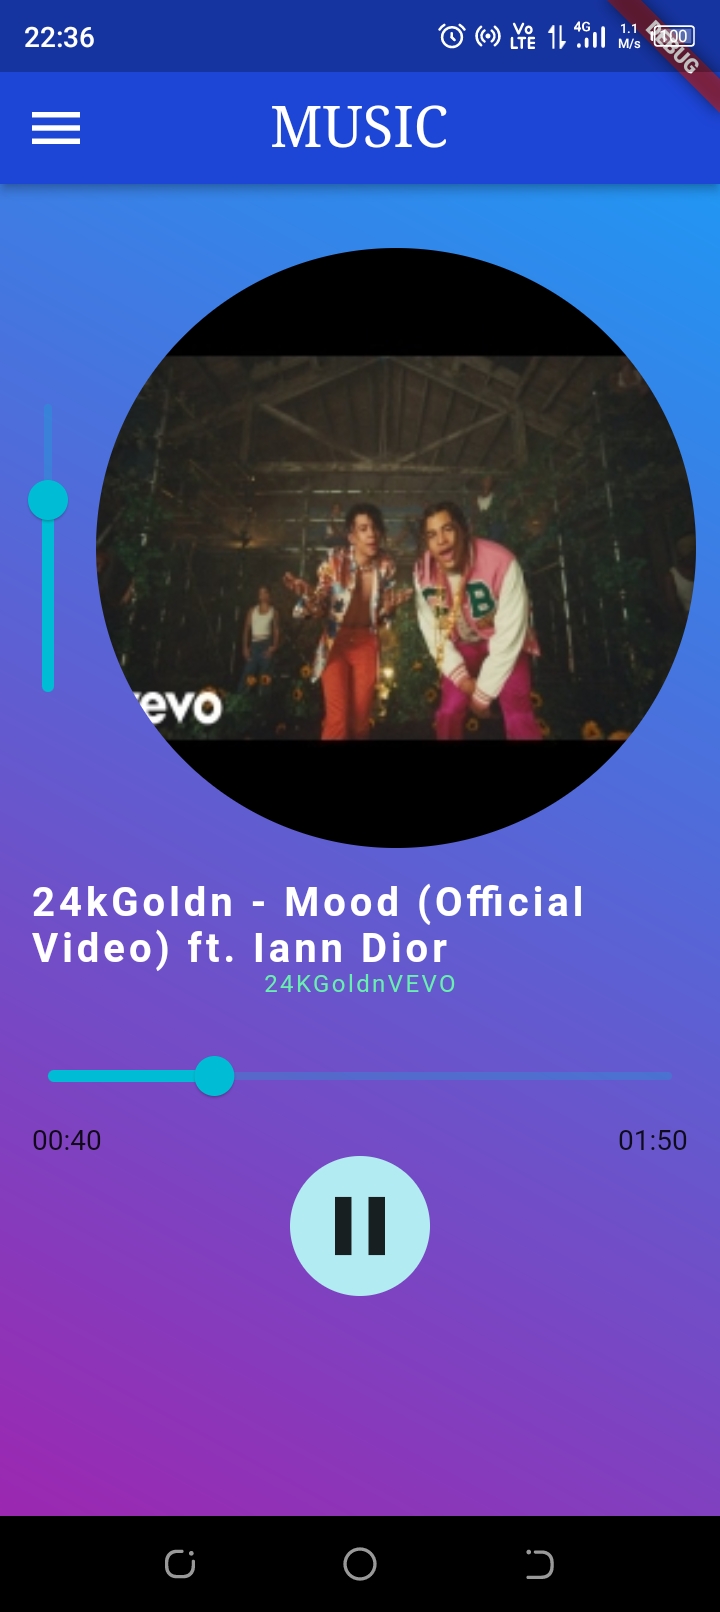 22:36
Vo LTE
4G
1.1 M/s
100
DEBUG
MUSIC
B
vevo
24kGoldn - Mood (Official
Video) ft. Iann Dior
24KGoldnVEVO
00:40
01:50